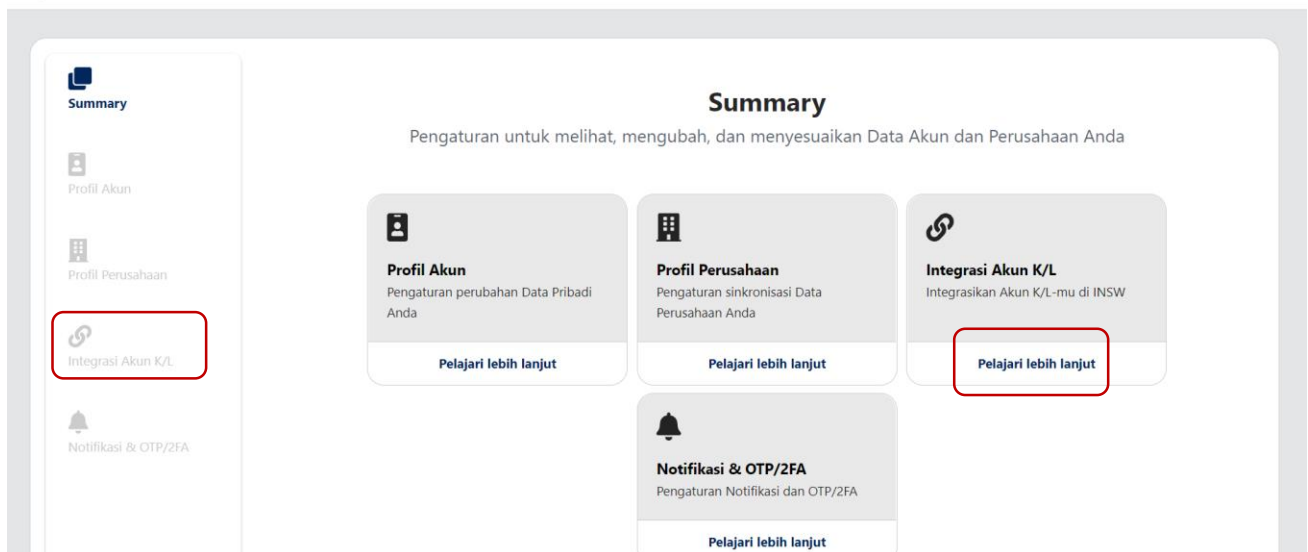 Summary
Profil Akun
Profil Perusahaan
Integrasi Akun K/L
Notifikasi & OTP/2FA
Summary
Pengaturan untuk melihat, mengubah, dan menyesuaikan Data Akun dan Perusahaan Anda
Profil Akun
Pengaturan perubahan Data Pribadi
Anda
Pelajari lebih lanjut
Profil Perusahaan
Pengaturan sinkronisasi Data
Perusahaan Anda
Pelajari lebih lanjut
Integrasi Akun K/L
Integrasikan Akun K/L-mu di INSW
Pelajari lebih lanjut
Notifikasi & OTP/2FA
Pengaturan Notifikasi dan OTP/2FA
Pelajari lebih lanjut